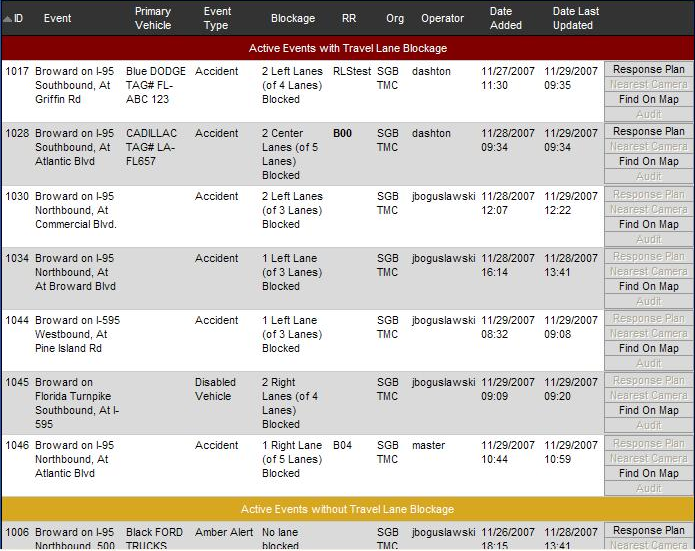 ID Event Primary Vehicle Event Type Blockage RR Org Operator Date Added Date Last Updated
Active Events with Travel Lane Blockage
1017 Broward on I-95 Blue DODGE Accident 2 Left Lanes RLStest SGB dashton 11/27/2007 11/29/2007 Response Plan
Southbound, At TAG# FL- (of 4 Lanes) TMC 11:30 09:35 Nearest Camera
Griffin Rd ABC 123 Blocked Find On Map
Audit
1028 Broward on I-95 CADILLAC Accident 2 Center B00 SGB dashton 11/28/2007 11/29/2007 Response Plan
Southbound, At TAG# LA- Lanes (of 5 TMC 09:34 09:34 Nearest Camera
Atlantic Blvd FL657 Lanes) Find On Map
Blocked Audit
1030 Broward on I-95 Accident 2 Left Lanes SGB jboguslawski 11/28/2007 11/29/2007 Response Plan
Northbound, At (of 3 Lanes) TMC 12:07 12:22 Nearest Camera
Commercial Blvd. Blocked Find On Map
Audit
1034 Broward on I-95 Accident 1 Left Lane SGB jboguslawski 11/28/2007 11/29/2007 Response Plan
Northbound, At (of 3 Lanes) TMC 16:14 13:41 Nearest Camera
At Broward Blvd Blocked Find On Map
Audit
1044 Broward on I-595 Accident 1 Left Lane SGB jboguslawski 11/29/2007 11/29/2007 Response Plan
Westbound, At (of 3 Lanes) TMC 08:32 09:08 Nearest Camera
Pine Island Rd Blocked Find On Map
Audit
1045 Broward on Disabled 2 Right SGB jboguslawski 11/29/2007 11/29/2007 Response Plan
Florida Turnpike Vehicle Lanes (of 4 TMC 09:09 09:20 Nearest Camera
Southbound, At I- Lanes) Find On Map
595 Blocked Audit
1046 Broward on I-95 Accident 1 Right Lane B04 SGB master 11/29/2007 11/29/2007 Response Plan
Northbound, At (of 5 Lanes) TMC 10:44 10:59 Nearest Camera
Atlantic Blvd Blocked Find On Map
Audit
Active Events without Travel Lane Blockage
1006 Broward on I-95 Black FORD Amber Alert No lane SGB jboguslawski 11/26/2007 11/28/2007 Response Plan
Northbound, 500 TRUCKS blocked TMC 18:15 13:41 Nearest Camera